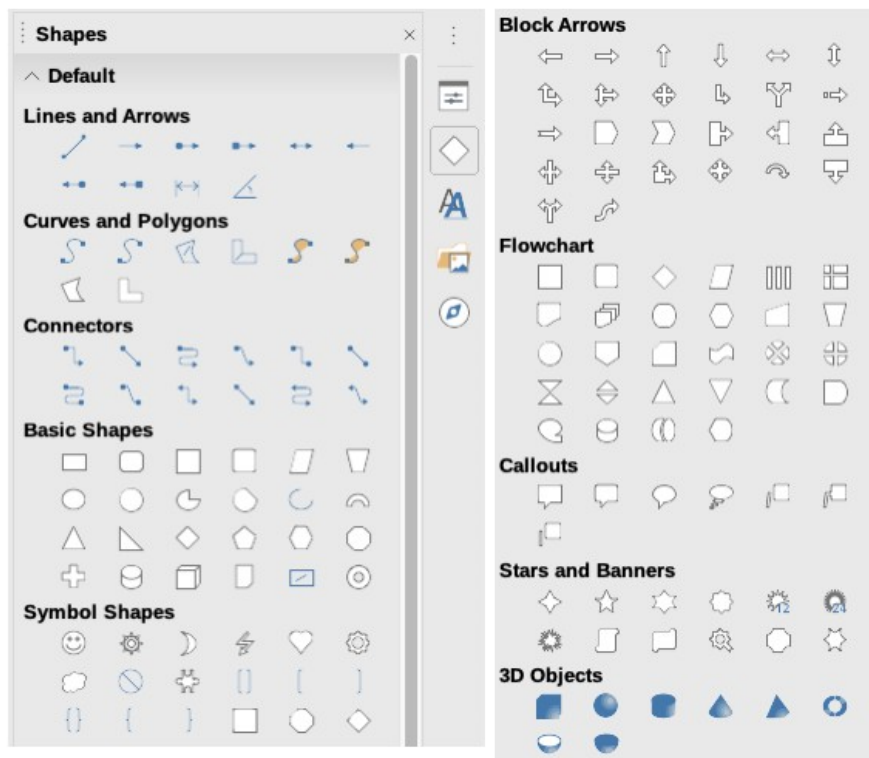 Shapes
Default
Lines and Arrows
Curves and Polygons
Connectors
Basic Shapes
Symbol Shapes
Block Arrows
Flowchart
Callouts
Stars and Banners
12
24
3D Objects